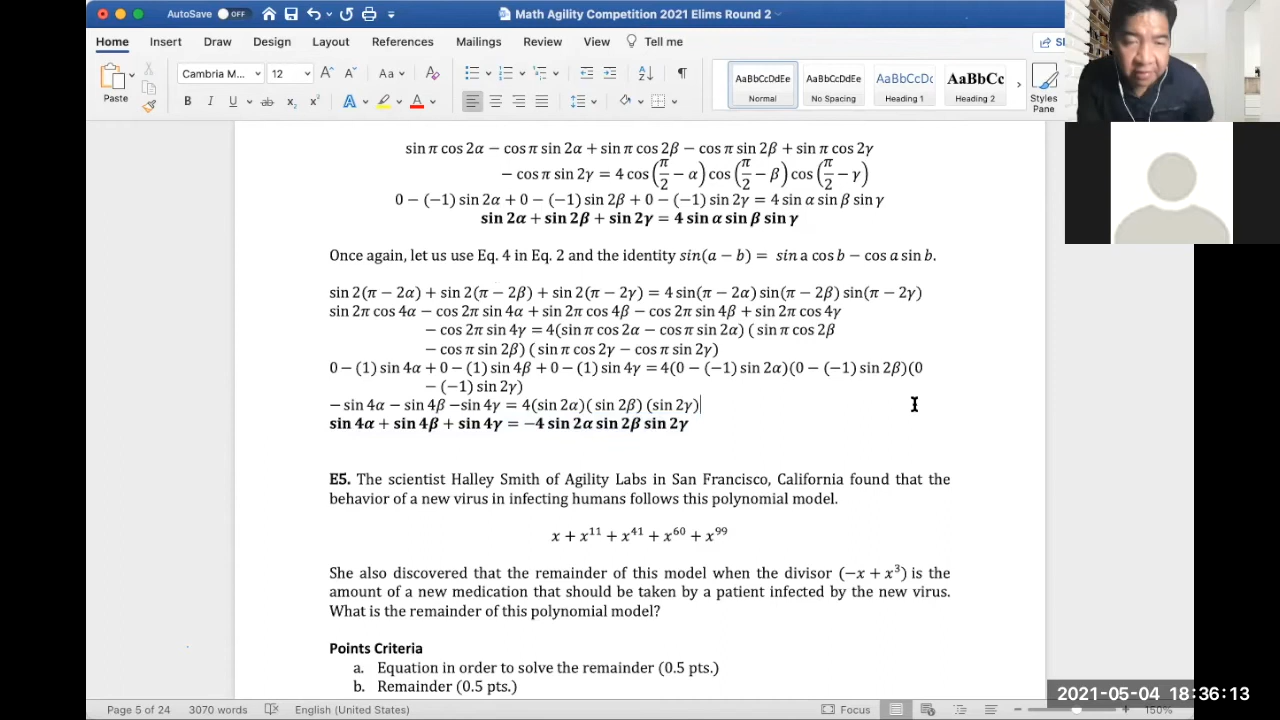 AutoSave OFF Math Agility Competition 2021 Elims Round 2
Home Insert Draw Design Layout References Mailings Review View Tell me
Paste Cambria M... 12 A A Aa A
B I U ab x₂ x² A A
AaBbCcDdEe AaBbCcDdEe AaBbCcDc AaBbCc
Normal No Spacing Heading 1 Heading 2 Styles Pane
sin π cos 2α − cos π sin 2α + sin π cos 2β − cos π sin 2β + sin π cos 2γ
− cos π sin 2γ = 4 cos (π/2 − α) cos (π/2 − β) cos (π/2 − γ)
0 − (−1) sin 2α + 0 − (−1) sin 2β + 0 − (−1) sin 2γ = 4 sin α sin β sin γ
sin 2α + sin 2β + sin 2γ = 4 sin α sin β sin γ
Once again, let us use Eq. 4 in Eq. 2 and the identity sin(a − b) = sin a cos b − cos a sin b.
sin 2(π − 2α) + sin 2(π − 2β) + sin 2(π − 2γ) = 4 sin(π − 2α) sin(π − 2β) sin(π − 2γ)
sin 2π cos 4α − cos 2π sin 4α + sin 2π cos 4β − cos 2π sin 4β + sin 2π cos 4γ
− cos 2π sin 4γ = 4(sin π cos 2α − cos π sin 2α) ( sin π cos 2β
− cos π sin 2β) ( sin π cos 2γ − cos π sin 2γ)
0 − (1) sin 4α + 0 − (1) sin 4β + 0 − (1) sin 4γ = 4(0 − (−1) sin 2α)(0 − (−1) sin 2β)(0
− (−1) sin 2γ)
− sin 4α − sin 4β −sin 4γ = 4(sin 2α)( sin 2β) (sin 2γ)
sin 4α + sin 4β + sin 4γ = −4 sin 2α sin 2β sin 2γ
E5. The scientist Halley Smith of Agility Labs in San Francisco, California found that the
behavior of a new virus in infecting humans follows this polynomial model.
x + x¹¹ + x⁴¹ + x⁶⁰ + x⁹⁹
She also discovered that the remainder of this model when the divisor (−x + x³) is the
amount of a new medication that should be taken by a patient infected by the new virus.
What is the remainder of this polynomial model?
Points Criteria
a. Equation in order to solve the remainder (0.5 pts.)
b. Remainder (0.5 pts.)
Page 5 of 24 3070 words English (United States) Focus 150%
2021-05-04 18:36:13